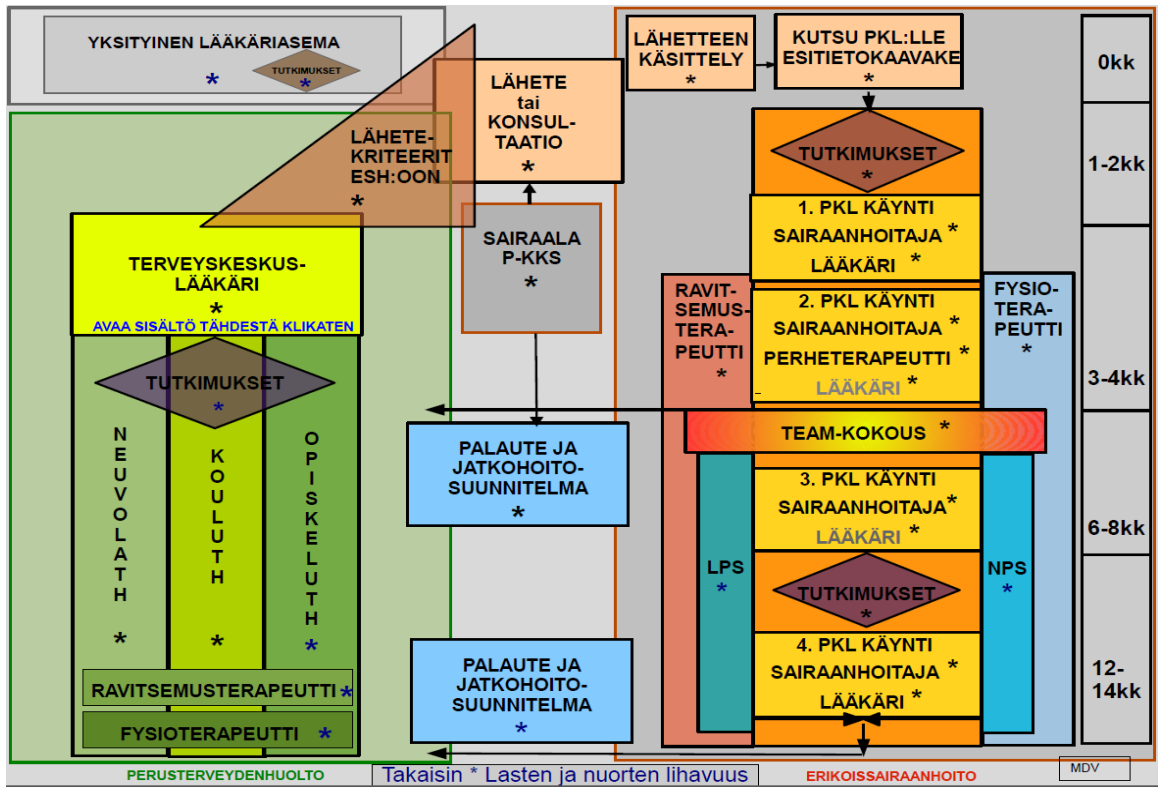 YKSITYINEN LÄÄKÄRIASEMA
*
TUTKIMUKSET
*
LÄHETE-
KRITEERIT
ESH:OON
*
TERVEYSKESKUS-
LÄÄKÄRI
*
AVAA SISÄLTÖ TÄHDESTÄ KLIKATEN
TUTKIMUKSET
*
NEUVOLATH *
KOULUTH *
OPISKELUTH *
RAVITSEMUSTERAPEUTTI *
FYSIOTERAPEUTTI *
PERUSTERVEYDENHUOLTO
LÄHETE
tai
KONSUL-
TAATIO
*
SAIRAALA
P-KKS
*
PALAUTE JA
JATKOHOITO-
SUUNNITELMA
*
PALAUTE JA
JATKOHOITO-
SUUNNITELMA
*
Takaisin * Lasten ja nuorten lihavuus
LÄHETTEEN
KÄSITTELY
*
KUTSU PKL:LLE
ESITIETOKAAVAKE
*
TUTKIMUKSET
*
1. PKL KÄYNTI
SAIRAANHOITAJA *
LÄÄKÄRI *
RAVIT-
SEMUS-
TERA-
PEUTTI
*
2. PKL KÄYNTI
SAIRAANHOITAJA *
PERHETERAPEUTTI *
LÄÄKÄRI *
FYSIO-
TERA-
PEUTTI
*
TEAM-KOKOUS *
3. PKL KÄYNTI
SAIRAANHOITAJA *
LÄÄKÄRI *
LPS
*
NPS
*
TUTKIMUKSET
*
4. PKL KÄYNTI
SAIRAANHOITAJA *
LÄÄKÄRI *
ERIKOISSAIRAANHOITO
0kk
1-2kk
3-4kk
6-8kk
12-
14kk
MDV